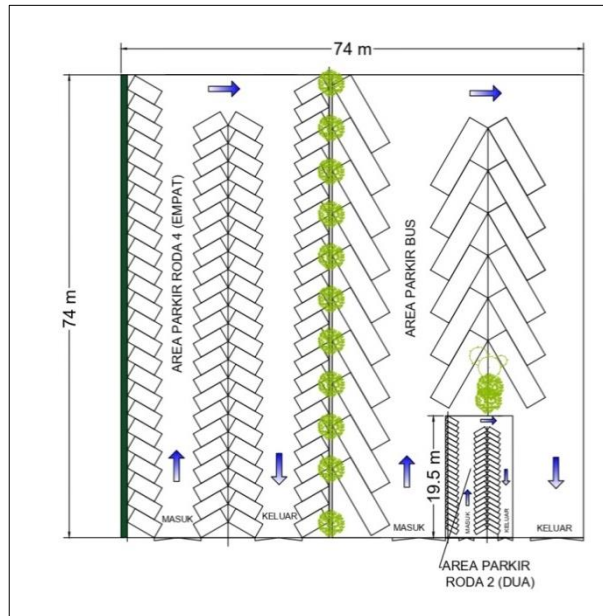 74 m
74 m
AREA PARKIR RODA 4 (EMPAT)
AREA PARKIR BUS
19.5 m
MASUK
KELUAR
MASUK
MASUK
KELUAR
KELUAR
AREA PARKIR
RODA 2 (DUA)